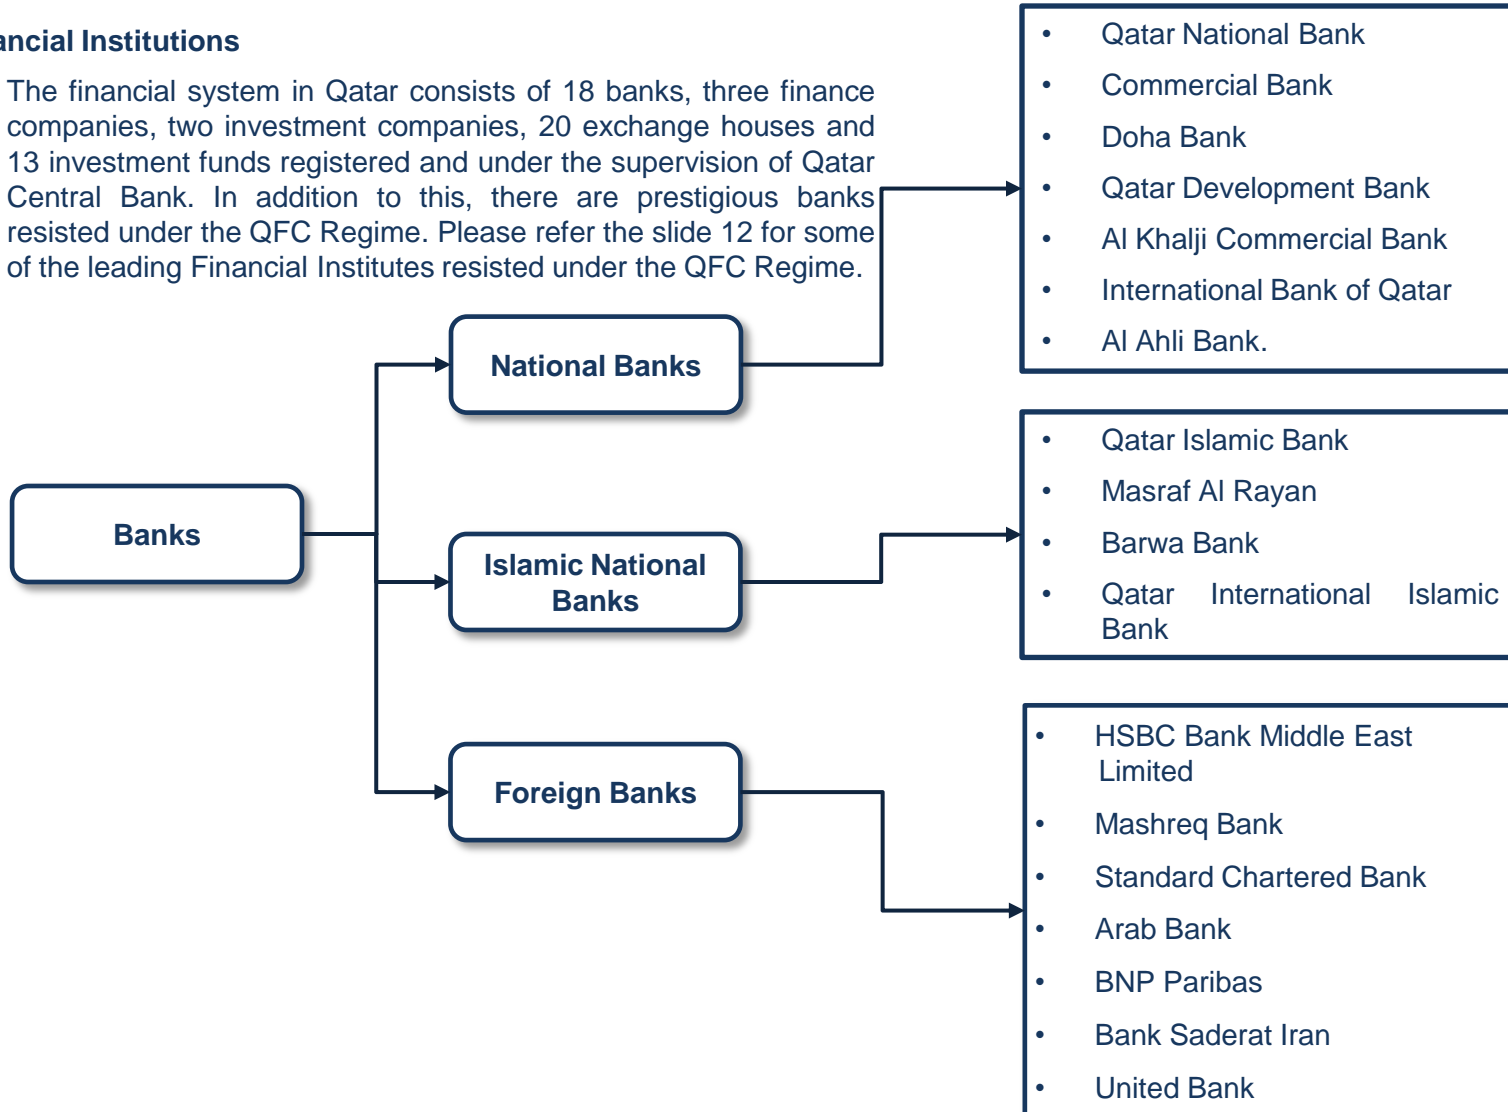 ancial Institutions
The financial system in Qatar consists of 18 banks, three finance
companies, two investment companies, 20 exchange houses and
13 investment funds registered and under the supervision of Qatar
Central Bank. In addition to this, there are prestigious banks
resisted under the QFC Regime. Please refer the slide 12 for some
of the leading Financial Institutes resisted under the QFC Regime.
Banks
National Banks
• Qatar National Bank
• Commercial Bank
• Doha Bank
• Qatar Development Bank
• Al Khalji Commercial Bank
• International Bank of Qatar
• Al Ahli Bank.
Islamic National
Banks
• Qatar Islamic Bank
• Masraf Al Rayan
• Barwa Bank
• Qatar International Islamic
Bank
Foreign Banks
• HSBC Bank Middle East
Limited
• Mashreq Bank
• Standard Chartered Bank
• Arab Bank
• BNP Paribas
• Bank Saderat Iran
• United Bank